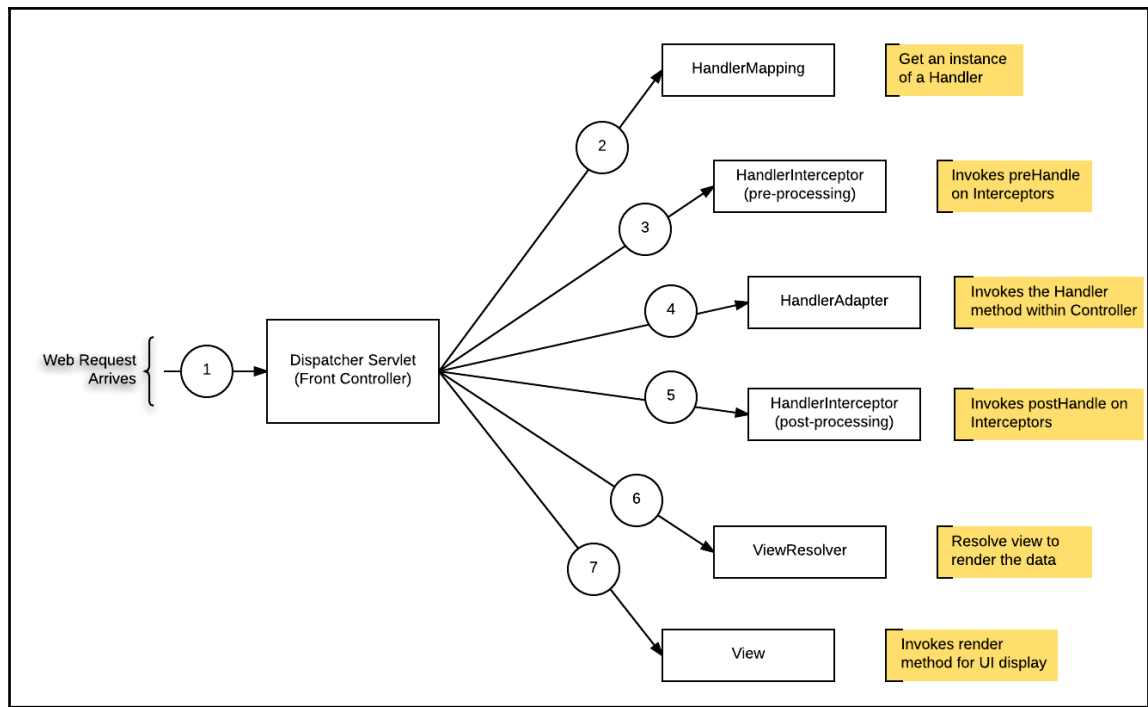 HandlerMapping
Get an instance
of a Handler
2
HandlerInterceptor
(pre-processing)
Invokes preHandle
on Interceptors
3
HandlerAdapter
Invokes the Handler
method within Controller
4
Web Request
Arrives
1
Dispatcher Servlet
(Front Controller)
5
HandlerInterceptor
(post-processing)
Invokes postHandle on
Interceptors
6
ViewResolver
Resolve view to
render the data
7
View
Invokes render
method for UI display